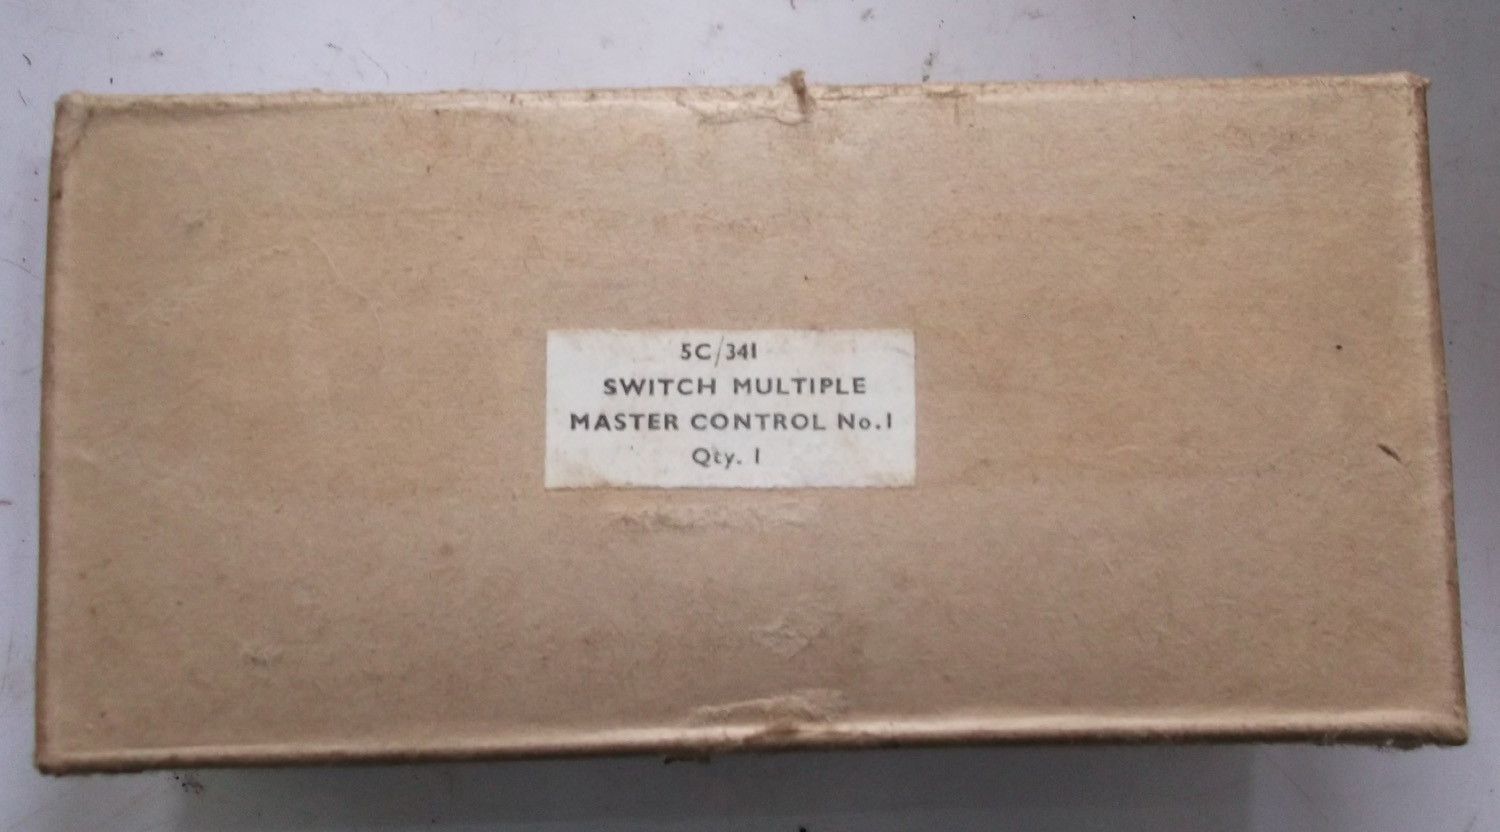 5C/341
SWITCH MULTIPLE
MASTER CONTROL No.1
Qty. 1